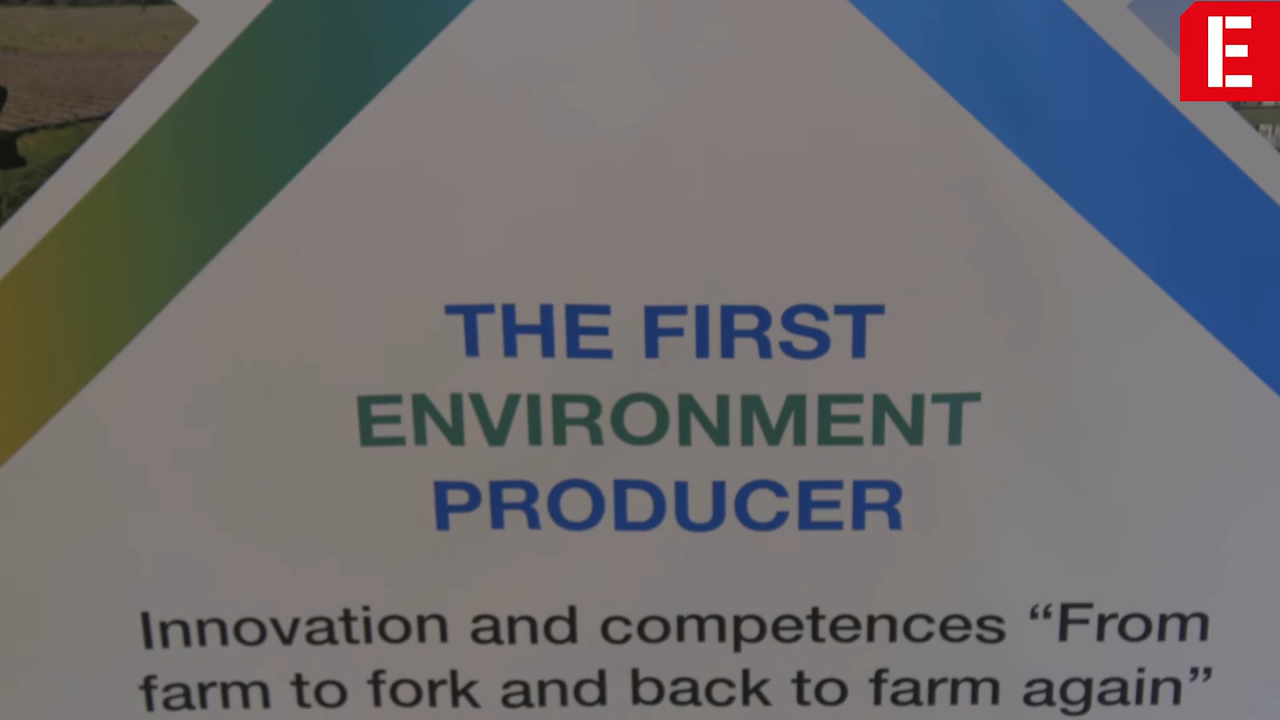 E
THE FIRST
ENVIRONMENT
PRODUCER
Innovation and competences “From
farm to fork and back to farm again”